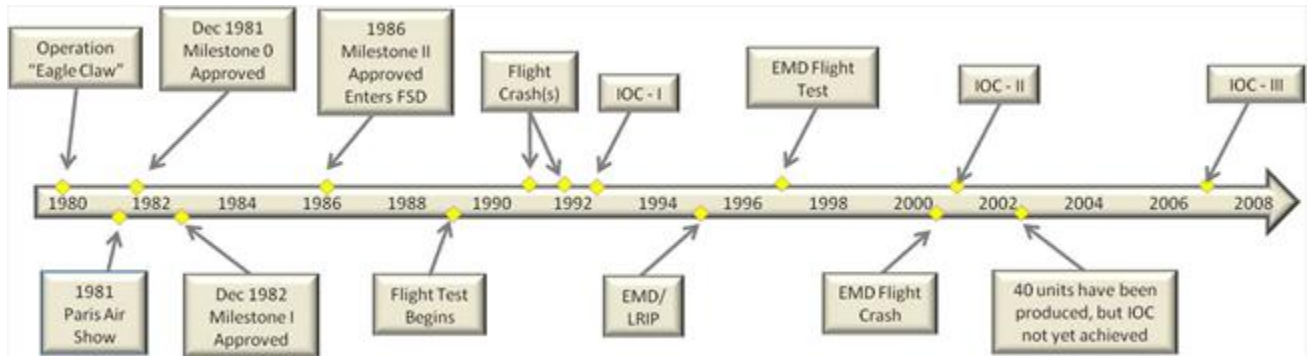 Operation
“Eagle Claw”
Dec 1981
Milestone 0
Approved
1986
Milestone II
Approved
Enters FSD
Flight
Crash(s)
IOC - I
EMD Flight
Test
IOC - II
IOC - III
1980 1982 1984 1986 1988 1990 1992 1994 1996 1998 2000 2002 2004 2006 2008
1981
Paris Air
Show
Dec 1982
Milestone I
Approved
Flight Test
Begins
EMD/
LRIP
EMD Flight
Crash
40 units have been
produced, but IOC
not yet achieved